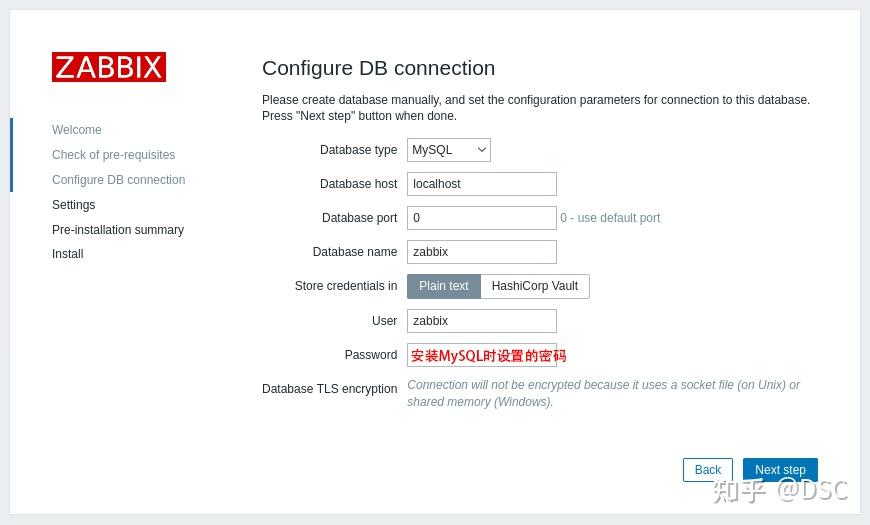 ZABBIX
Welcome
Check of pre-requisites
Configure DB connection
Settings
Pre-installation summary
Install
Configure DB connection
Please create database manually, and set the configuration parameters for connection to this database.
Press "Next step" button when done.
Database type MySQL
Database host localhost
Database port 0 0 - use default port
Database name zabbix
Store credentials in Plain text HashiCorp Vault
User zabbix
Password 安装MySQL时设置的密码
Database TLS encryption Connection will not be encrypted because it uses a socket file (on Unix) or
shared memory (Windows).
Back Next step
知乎 @DSC